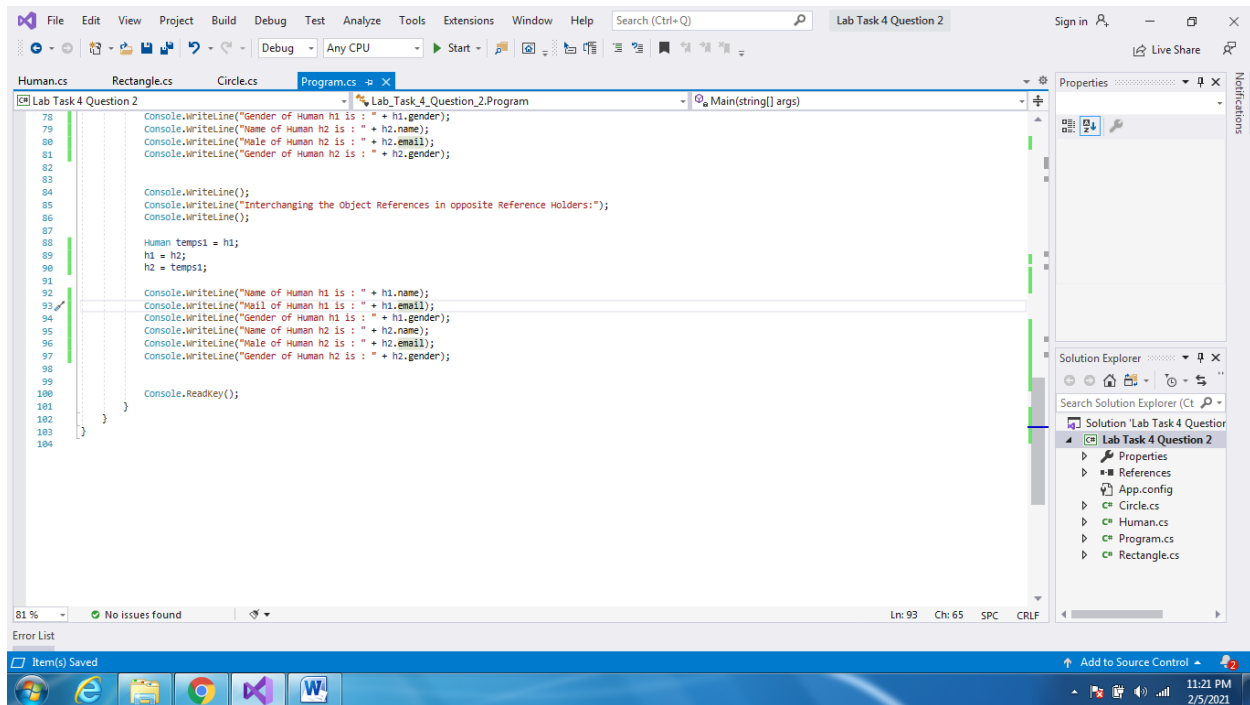 File Edit View Project Build Debug Test Analyze Tools Extensions Window Help Search (Ctrl+Q) Lab Task 4 Question 2 Sign in
Debug Any CPU Start Live Share
Human.cs Rectangle.cs Circle.cs Program.cs Properties
Notifications
C# Lab Task 4 Question 2 Lab_Task_4_Question_2.Program Main(string[] args)
78 Console.WriteLine("Gender of Human h1 is : " + h1.gender);
79 Console.WriteLine("Name of Human h2 is : " + h2.name);
80 Console.WriteLine("Male of Human h2 is : " + h2.email);
81 Console.WriteLine("Gender of Human h2 is : " + h2.gender);
82
83
84 Console.WriteLine();
85 Console.WriteLine("Interchanging the Object References in opposite Reference Holders:");
86 Console.WriteLine();
87
88 Human temps1 = h1;
89 h1 = h2;
90 h2 = temps1;
91
92 Console.WriteLine("Name of Human h1 is : " + h1.name);
93 Console.WriteLine("Mail of Human h1 is : " + h1.email);
94 Console.WriteLine("Gender of Human h1 is : " + h1.gender);
95 Console.WriteLine("Name of Human h2 is : " + h2.name);
96 Console.WriteLine("Male of Human h2 is : " + h2.email);
97 Console.WriteLine("Gender of Human h2 is : " + h2.gender);
98
99
100 Console.ReadKey();
101 }
102 }
103 }
104
Solution Explorer
Search Solution Explorer (Ct
Solution 'Lab Task 4 Question
C# Lab Task 4 Question 2
Properties
References
App.config
C# Circle.cs
C# Human.cs
C# Program.cs
C# Rectangle.cs
81 % No issues found Ln: 93 Ch: 65 SPC CRLF
Error List
Item(s) Saved Add to Source Control 2
11:21 PM
2/5/2021